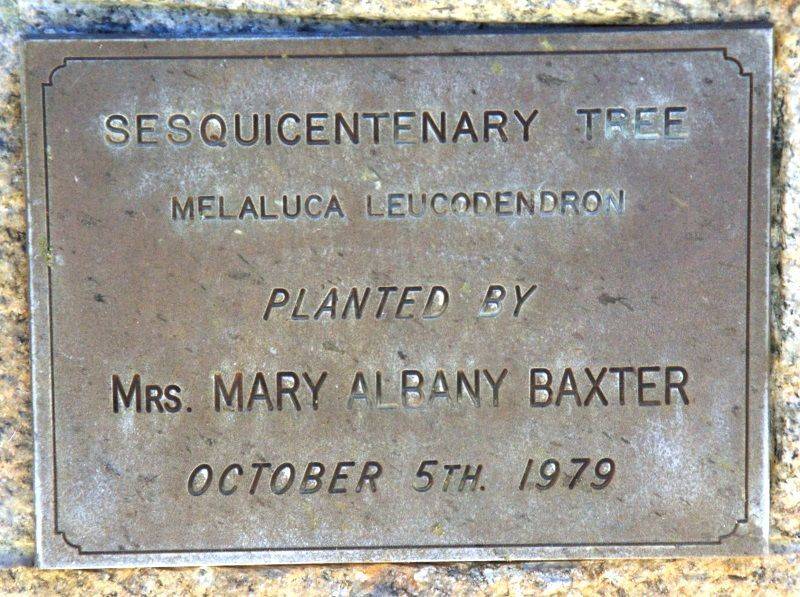 SESQUICENTENARY TREE
MELALUCA LEUCODENDRON
PLANTED BY
MRS. MARY ALBANY BAXTER
OCTOBER 5TH. 1979